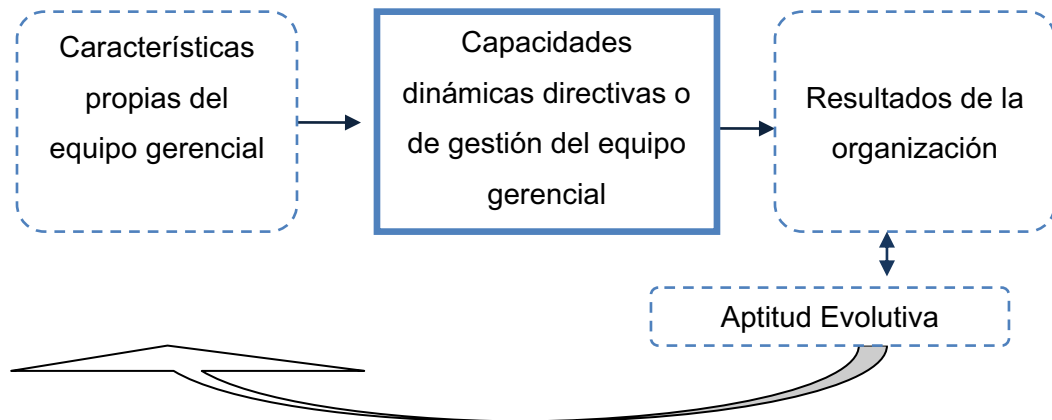 Características
propias del
equipo gerencial
Capacidades
dinámicas directivas o
de gestión del equipo
gerencial
Resultados de la
organización
Aptitud Evolutiva